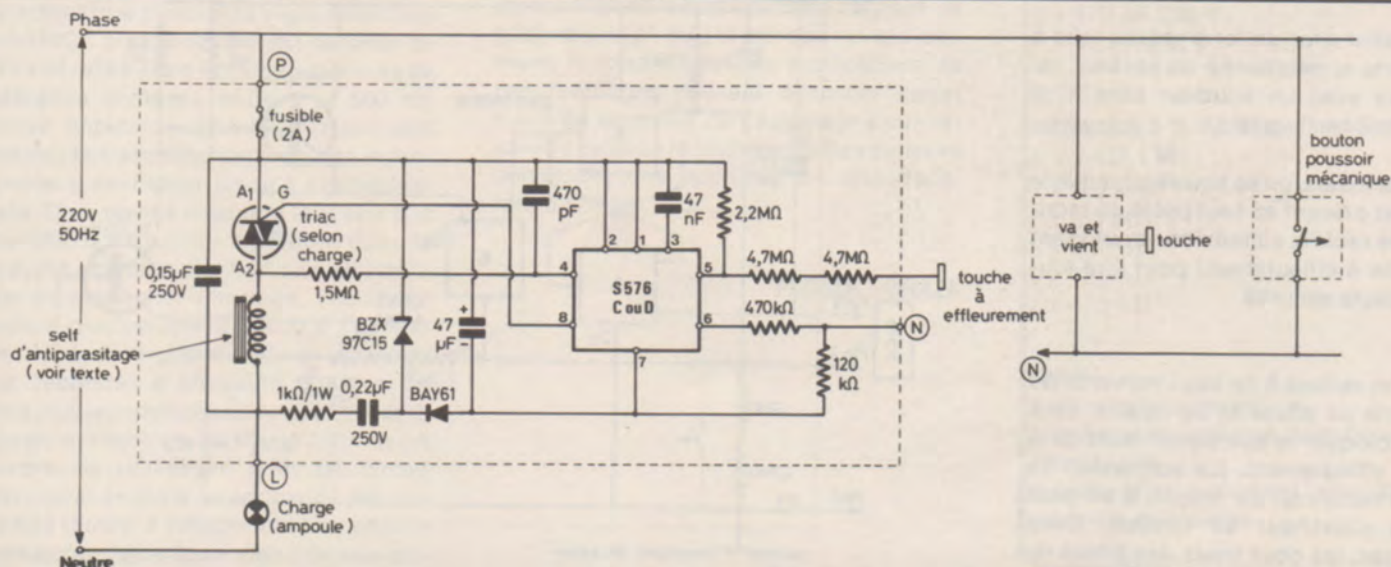 Phase
P
fusible
(2A)
A1
G
triac
(selon
charge)
A2
220V
50Hz
0,15µF
250V
1,5MΩ
self
d'antiparasitage
(voir texte)
BZX
97C15
47
µF
+
–
470
pF
47
nF
2,2MΩ
2
1
3
4
5
8
6
7
S576
C ou D
4,7MΩ
4,7MΩ
470kΩ
120
kΩ
touche
à
effleurement
N
1kΩ/1W
0,22µF
250V
BAY61
L
Charge
(ampoule)
Neutre
va et
vient
touche
bouton
poussoir
mécanique
N